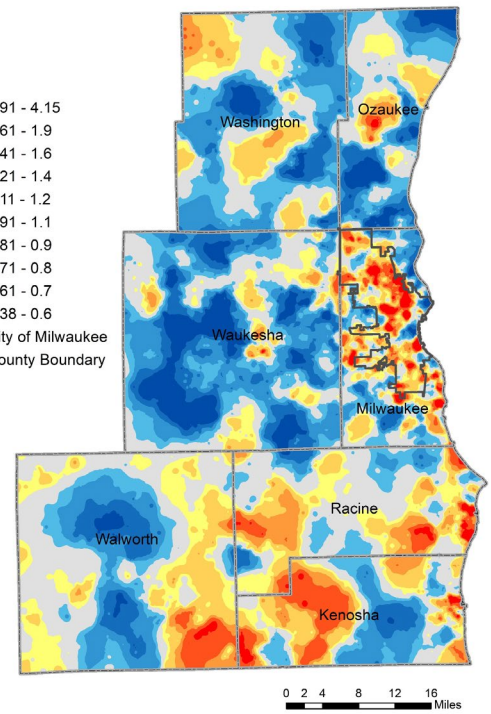 91 - 4.15
61 - 1.9
41 - 1.6
21 - 1.4
11 - 1.2
91 - 1.1
81 - 0.9
71 - 0.8
61 - 0.7
38 - 0.6
ity of Milwaukee
ounty Boundary
Washington
Ozaukee
Waukesha
Milwaukee
Racine
Walworth
Kenosha
0 2 4 8 12 16
Miles